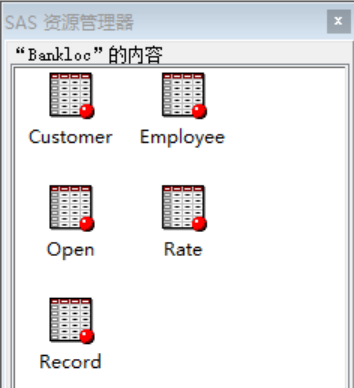 SAS 资源管理器
“Bankloc”的内容
Customer Employee
Open Rate
Record